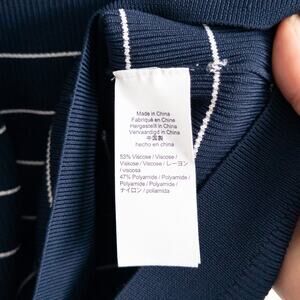 Made in China
Fabriqué en Chine
Hergestellt in China
Vervaardigd in China
中国製
hecho en china
53% Viscose / Viscose /
Viskose / Viscose / レーヨン
/ viscosa
47% Polyamide / Polyamide /
Polyamid / Polyamide /
ナイロン / poliamida